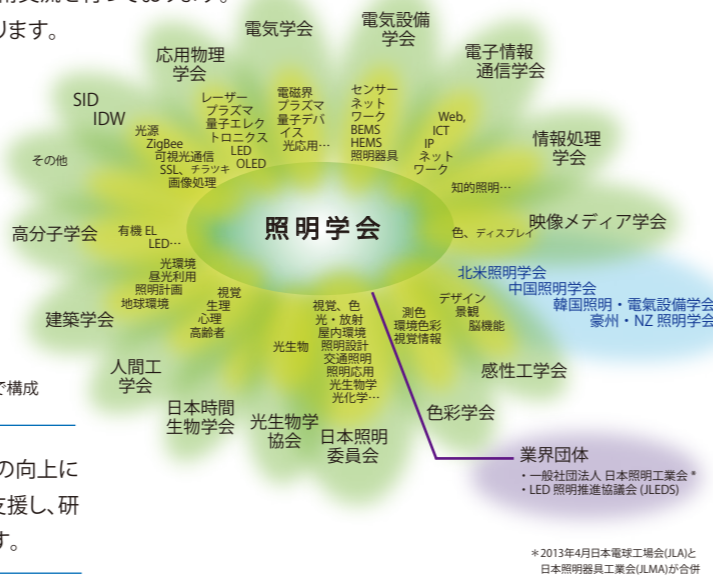 術交流を行っております。
ります。
電気学会
電気設備
学会
電子情報
通信学会
応用物理
学会
情報処理
学会
SID
IDW
その他
高分子学会
映像メディア学会
建築学会
人間工
学会
日本時間
生物学会
光生物学
協会
日本照明
委員会
色彩学会
感性工学会
光源
ZigBee
可視光通信
SSL、チラツキ
画像処理
レーザー
プラズマ
量子エレク
トロニクス
LED
OLED
電磁界
プラズマ
量子デバ
イス
光応用…
センサー
ネット
ワーク
BEMS
HEMS
照明器具
Web,
ICT
IP
ネット
ワーク
知的照明…
色、ディスプレイ
照明学会
有機 EL
LED…
光環境
昼光利用
照明計画
地球環境
視覚
生理
心理
高齢者
光生物
視覚、色
光・放射
屋内環境
照明設計
交通照明
照明応用
光生物学
光化学…
測色
環境色彩
視覚情報
デザイン
景観
脳機能
北米照明学会
中国照明学会
韓国照明・電氣設備学会
豪州・NZ 照明学会
業界団体
・一般社団法人 日本照明工業会 *
・LED 照明推進協議会 (JLEDS)
で構成
の向上に
支援し、研
す。
＊2013年4月日本電球工場会(JLA)と
日本照明器具工業会(JLMA)が合併